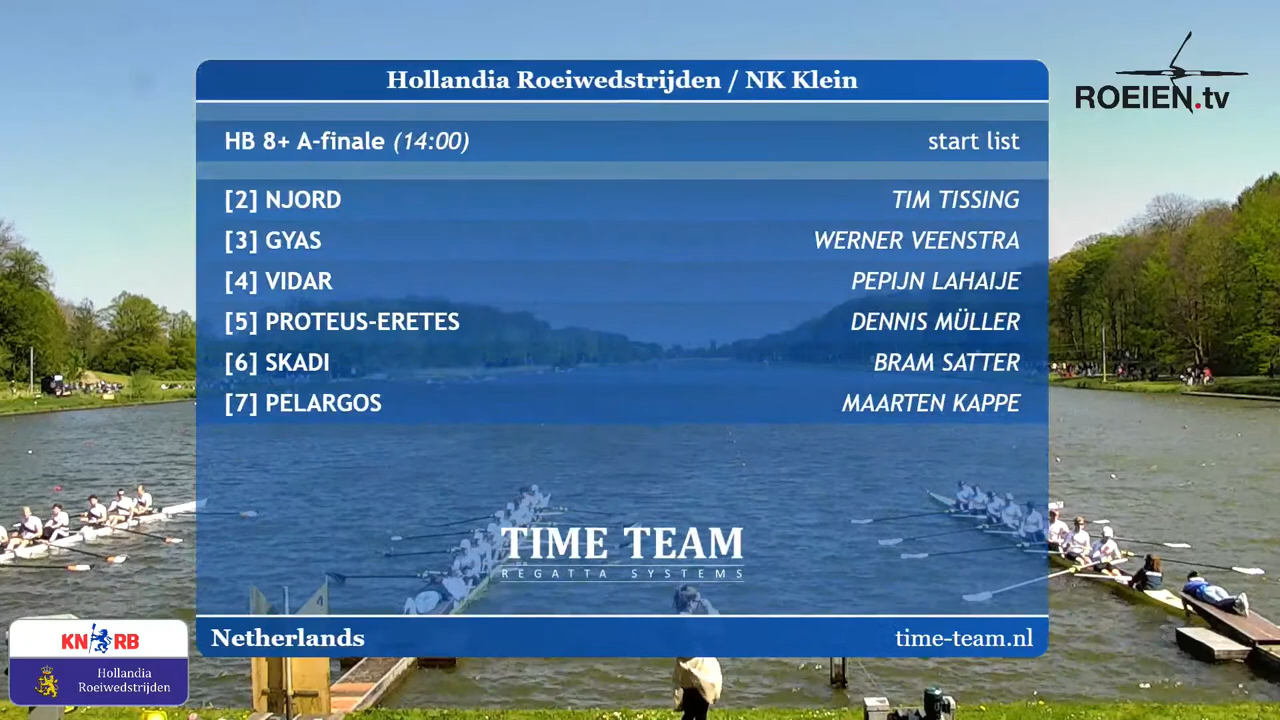 Hollandia Roeiwedstrijden / NK Klein
ROEIEN.tv
HB 8+ A-finale (14:00) start list
[2] NJORD TIM TISSING
[3] GYAS WERNER VEENSTRA
[4] VIDAR PEPIJN LAHAIJE
[5] PROTEUS-ERETES DENNIS MÜLLER
[6] SKADI BRAM SATTER
[7] PELARGOS MAARTEN KAPPE
TIME TEAM
REGATTA SYSTEMS
Netherlands time-team.nl
KNRB
Hollandia
Roeiwedstrijden
4